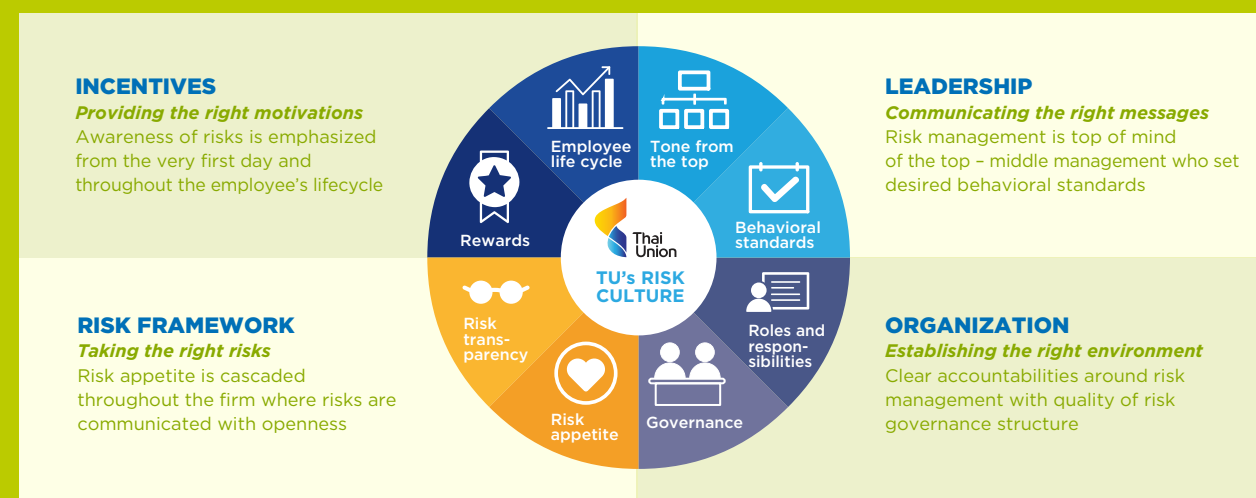 INCENTIVES
Providing the right motivations
Awareness of risks is emphasized
from the very first day and
throughout the employee's lifecycle
LEADERSHIP
Communicating the right messages
Risk management is top of mind
of the top – middle management who set
desired behavioral standards
Employee
life cycle
Tone from
the top
Rewards
Behavioral
standards
Thai
Union
TU's RISK
CULTURE
Risk
trans-
parency
Roles and
respon-
sibilities
Risk
appetite
Governance
RISK FRAMEWORK
Taking the right risks
Risk appetite is cascaded
throughout the firm where risks are
communicated with openness
ORGANIZATION
Establishing the right environment
Clear accountabilities around risk
management with quality of risk
governance structure